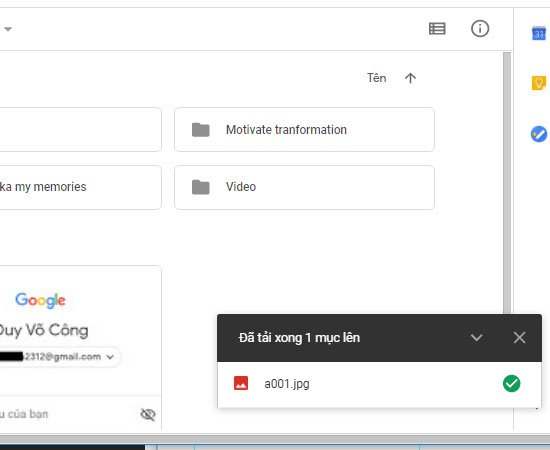 31
Tên
Motivate tranformation
ka my memories
Video
Google
Duy Võ Công
2312@gmail.com
u của bạn
Đã tải xong 1 mục lên
a001.jpg